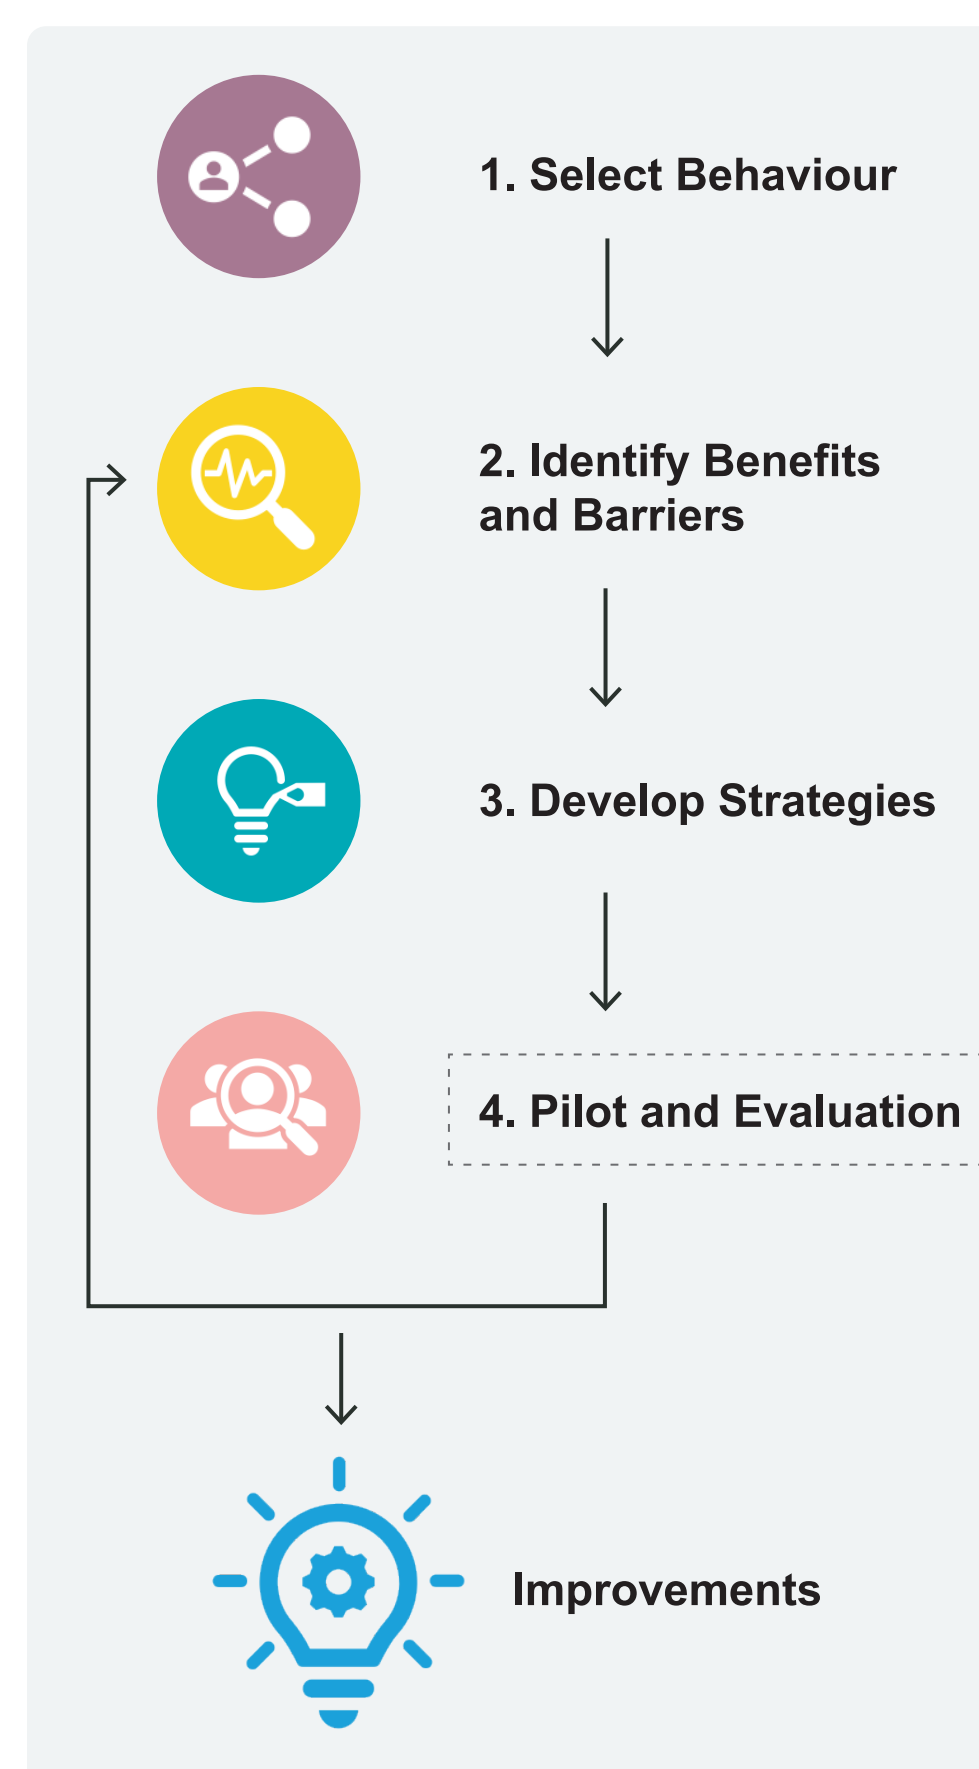 1. Select Behaviour
2. Identify Benefits
and Barriers
3. Develop Strategies
4. Pilot and Evaluation
Improvements